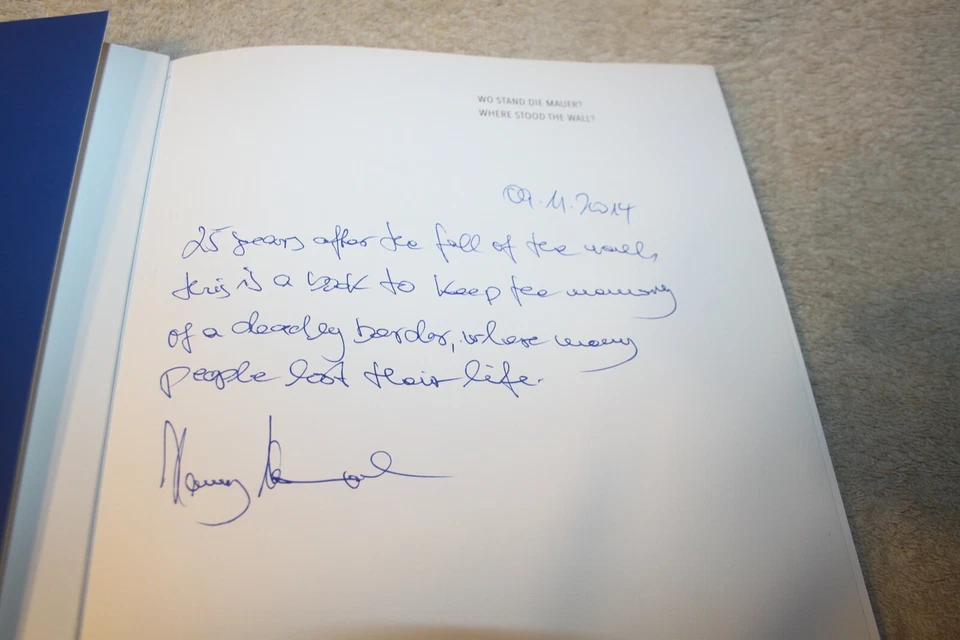 WO STAND DIE MAUER?
WHERE STOOD THE WALL?
09.11.2014
25 years after the fall of the wall,
this is a book to keep the memory
of a deadly border, where many
people lost their life.